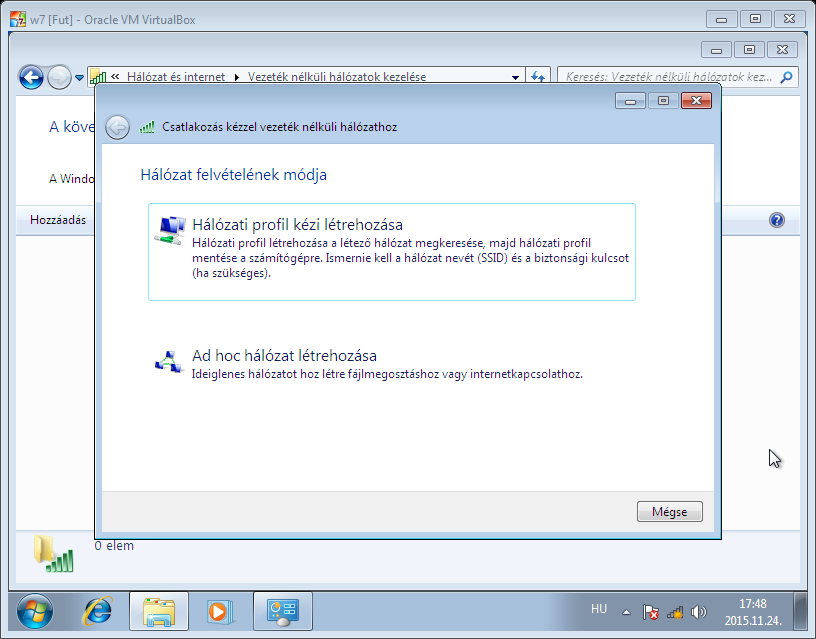 w7 [Fut] - Oracle VM VirtualBox
« Hálózat és internet ▸ Vezeték nélküli hálózatok kezelése
Keresés: Vezeték nélküli hálózatok kez...
A köve
A Windo
Hozzáadás
Csatlakozás kézzel vezeték nélküli hálózathoz
Hálózat felvételének módja
Hálózati profil kézi létrehozása
Hálózati profil létrehozása a létező hálózat megkeresése, majd hálózati profil
mentése a számítógépre. Ismernie kell a hálózat nevét (SSID) és a biztonsági kulcsot
(ha szükséges).
Ad hoc hálózat létrehozása
Ideiglenes hálózatot hoz létre fájlmegosztáshoz vagy internetkapcsolathoz.
Mégse
0 elem
HU
17:48
2015.11.24.